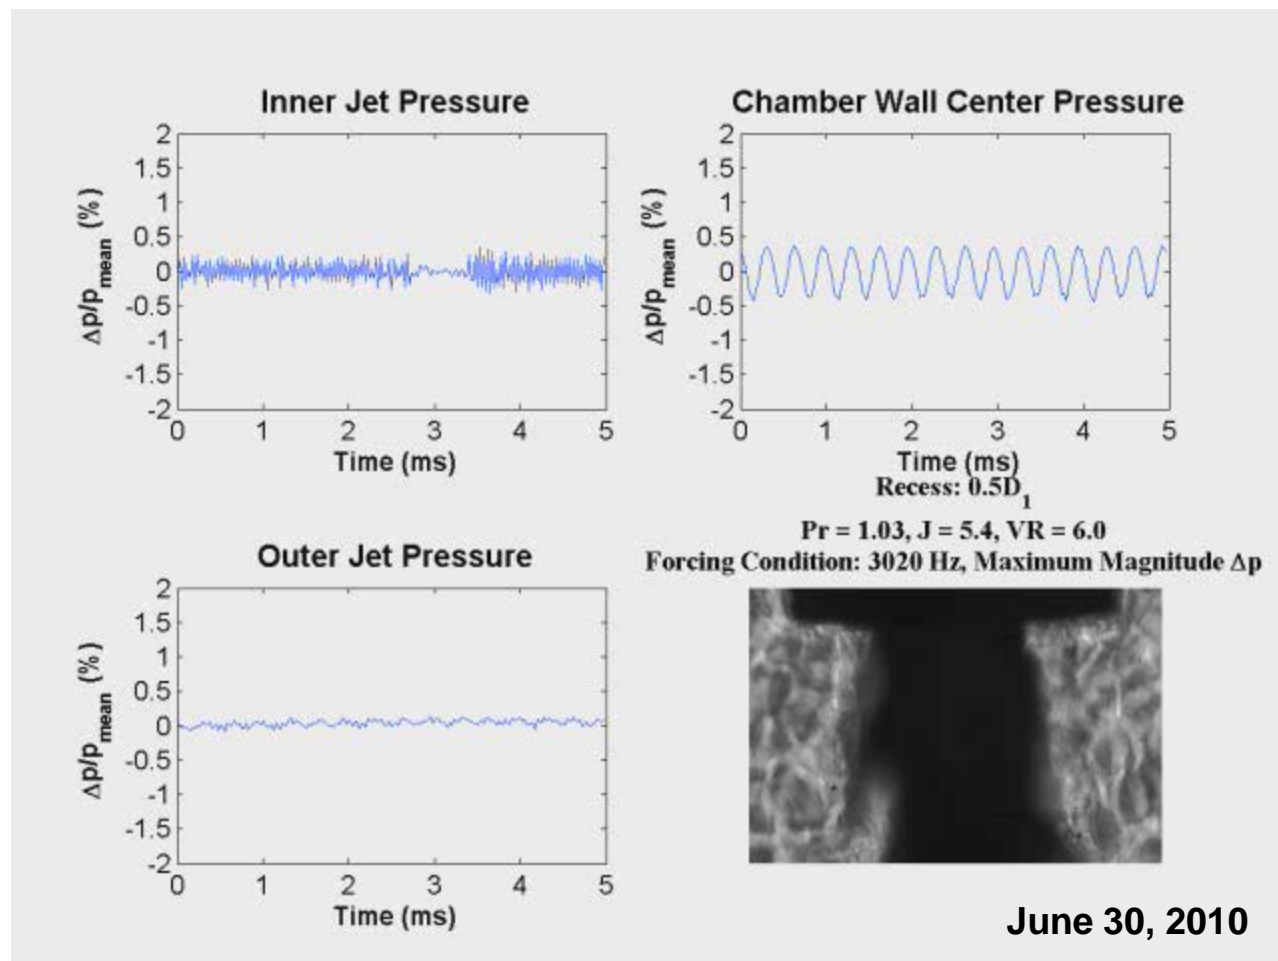 Inner Jet Pressure
2
1.5
1
0.5
0
-0.5
-1
-1.5
-2
Δp/p_mean (%)
0 1 2 3 4 5
Time (ms)
Chamber Wall Center Pressure
2
1.5
1
0.5
0
-0.5
-1
-1.5
-2
Δp/p_mean (%)
0 1 2 3 4 5
Time (ms)
Recess: 0.5D_1
Pr = 1.03, J = 5.4, VR = 6.0
Forcing Condition: 3020 Hz, Maximum Magnitude Δp
Outer Jet Pressure
2
1.5
1
0.5
0
-0.5
-1
-1.5
-2
Δp/p_mean (%)
0 1 2 3 4 5
Time (ms)
June 30, 2010